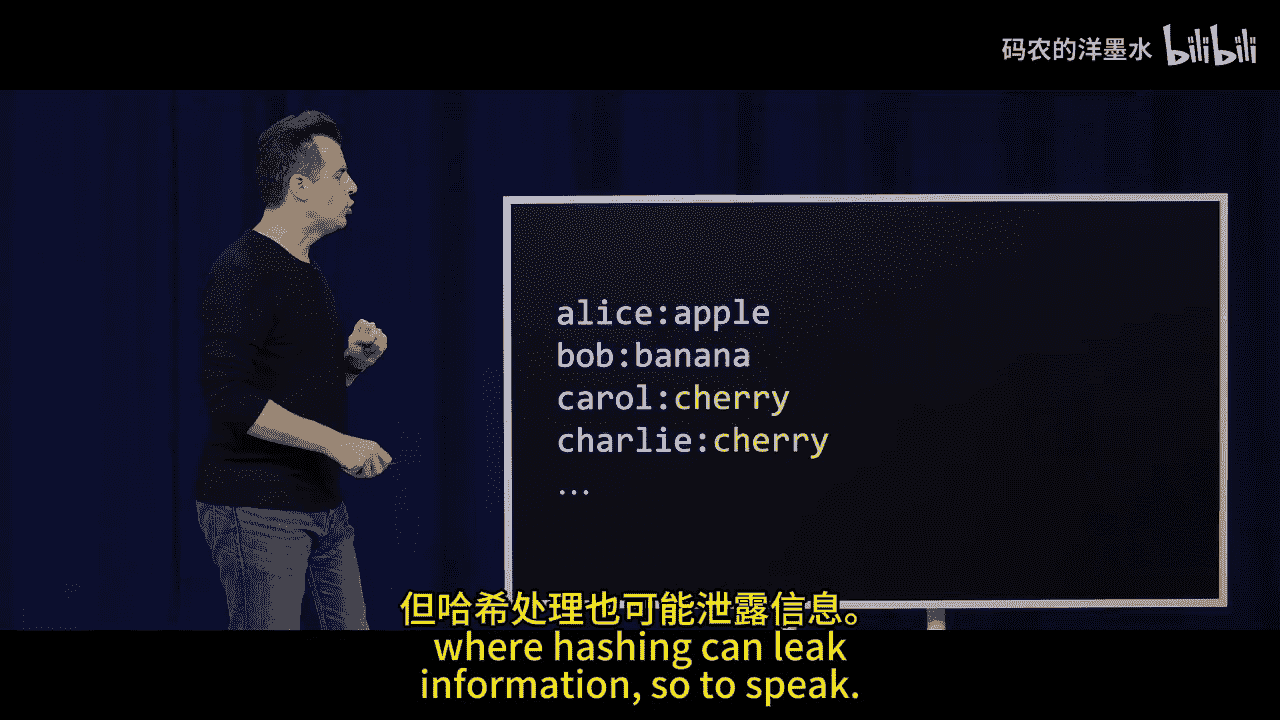 码农的洋墨水 bilibili
alice:apple
bob:banana
carol:cherry
charlie:cherry
...
但哈希处理也可能泄露信息。
where hashing can leak
information, so to speak.